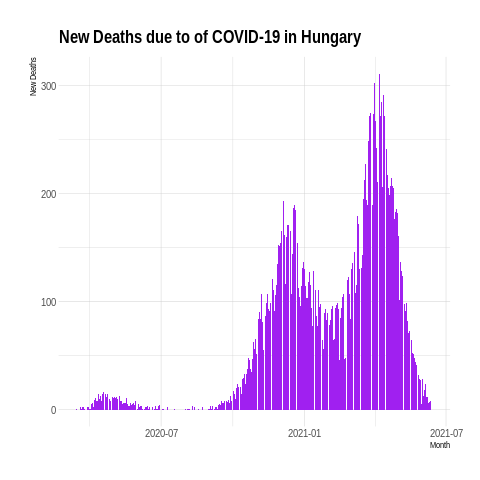 New Deaths due to of COVID-19 in Hungary
New Deaths
300
200
100
0
2020-07
2021-01
2021-07
Month